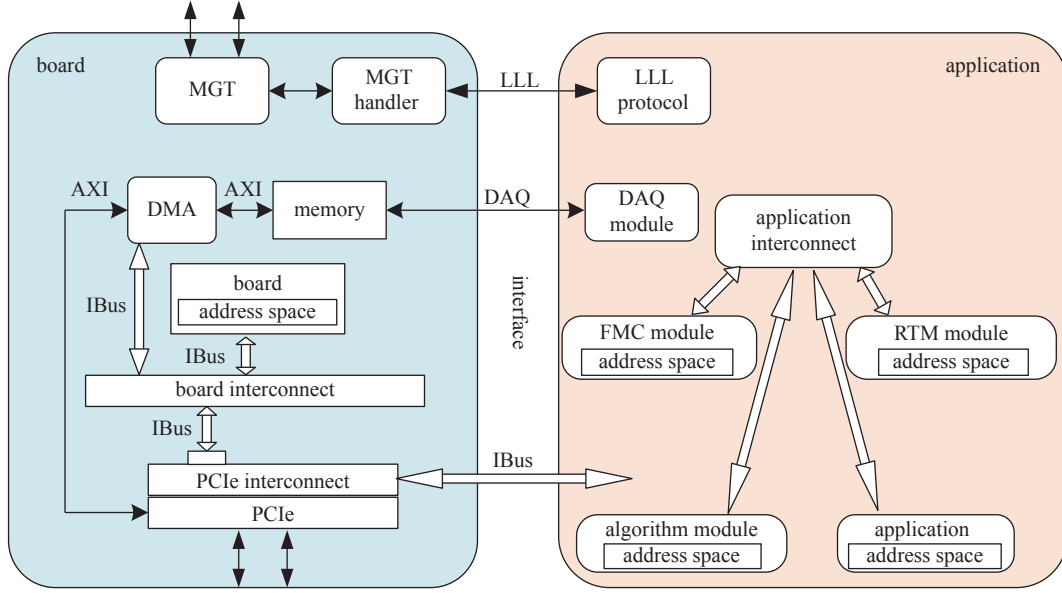 board
application
MGT
MGT
handler
LLL
LLL
protocol
AXI
DMA
AXI
memory
DAQ
DAQ
module
application
interconnect
IBus
board
address space
interface
IBus
FMC module
address space
RTM module
address space
board interconnect
IBus
PCIe interconnect
IBus
PCIe
algorithm module
address space
application
address space